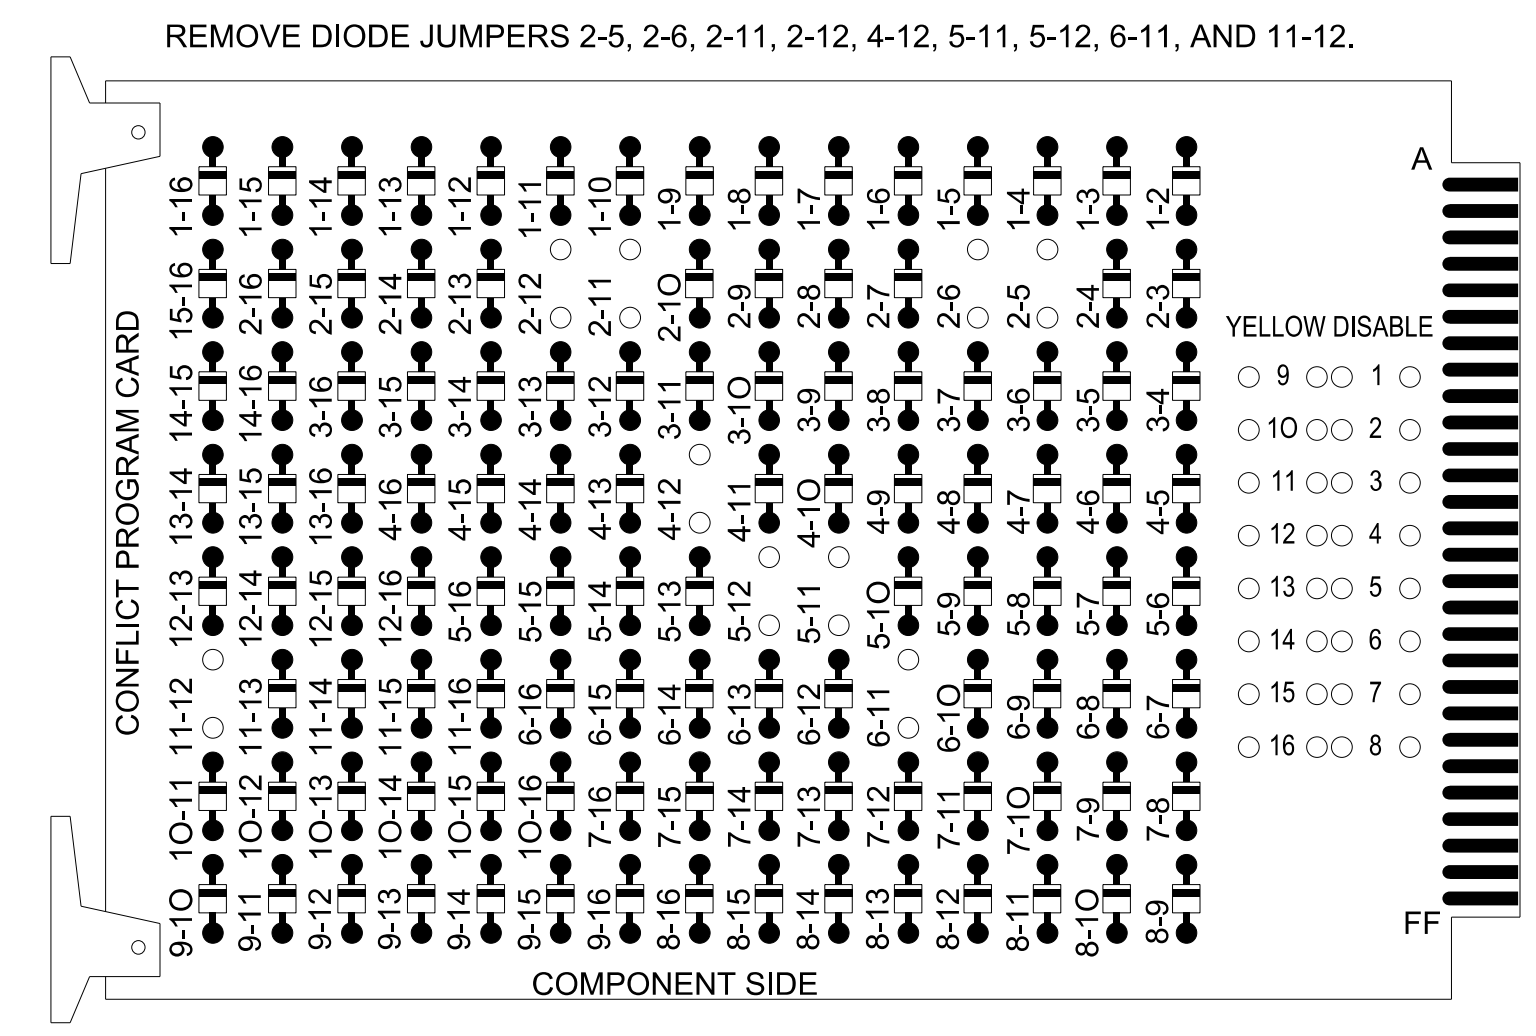 REMOVE DIODE JUMPERS 2-5, 2-6, 2-11, 2-12, 4-12, 5-11, 5-12, 6-11, AND 11-12.
A
1-16 1-15 1-14 1-13 1-12 1-11 1-10 1-9 1-8 1-7 1-6 1-5 1-4 1-3 1-2
15-16 2-16 2-15 2-14 2-13 2-12 2-11 2-10 2-9 2-8 2-7 2-6 2-5 2-4 2-3
14-15 14-16 3-16 3-15 3-14 3-13 3-12 3-11 3-10 3-9 3-8 3-7 3-6 3-5 3-4
13-14 13-15 13-16 4-16 4-15 4-14 4-13 4-12 4-11 4-10 4-9 4-8 4-7 4-6 4-5
12-13 12-14 12-15 12-16 5-16 5-15 5-14 5-13 5-12 5-11 5-10 5-9 5-8 5-7 5-6
11-12 11-13 11-14 11-15 11-16 6-16 6-15 6-14 6-13 6-12 6-11 6-10 6-9 6-8 6-7
10-11 10-12 10-13 10-14 10-15 10-16 7-16 7-15 7-14 7-13 7-12 7-11 7-10 7-9 7-8
9-10 9-11 9-12 9-13 9-14 9-15 9-16 8-16 8-15 8-14 8-13 8-12 8-11 8-10 8-9
CONFLICT PROGRAM CARD
YELLOW DISABLE
9 1
10 2
11 3
12 4
13 5
14 6
15 7
16 8
FF
COMPONENT SIDE